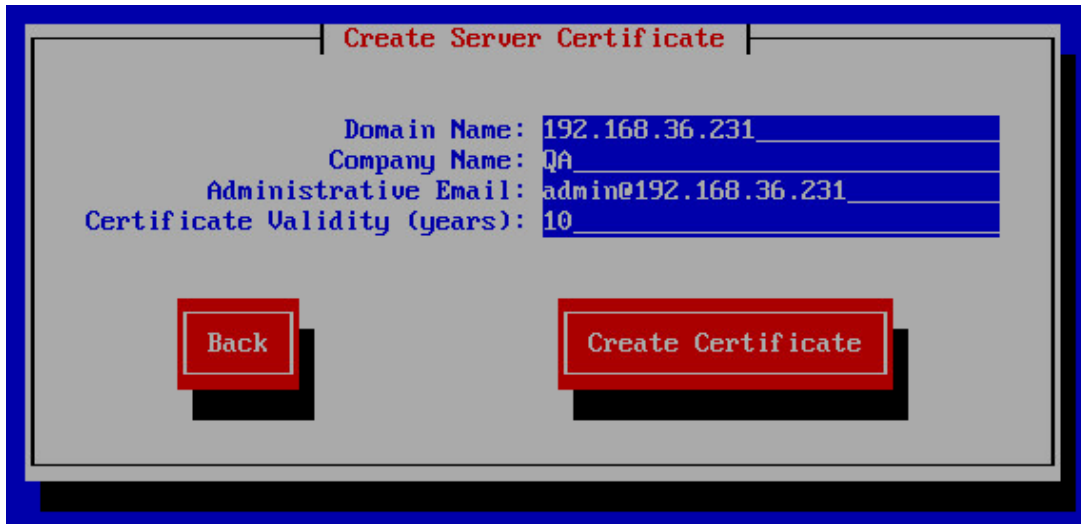 Create Server Certificate
Domain Name: 192.168.36.231
Company Name: QA
Administrative Email: admin@192.168.36.231
Certificate Validity (years): 10
Back Create Certificate